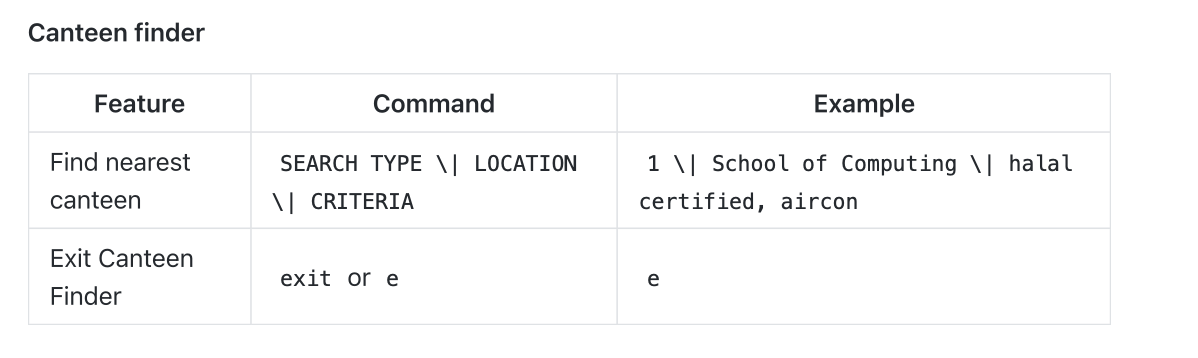 Canteen finder
Feature Command Example
Find nearest canteen SEARCH TYPE \| LOCATION \| CRITERIA 1 \| School of Computing \| halal certified, aircon
Exit Canteen Finder exit or e e